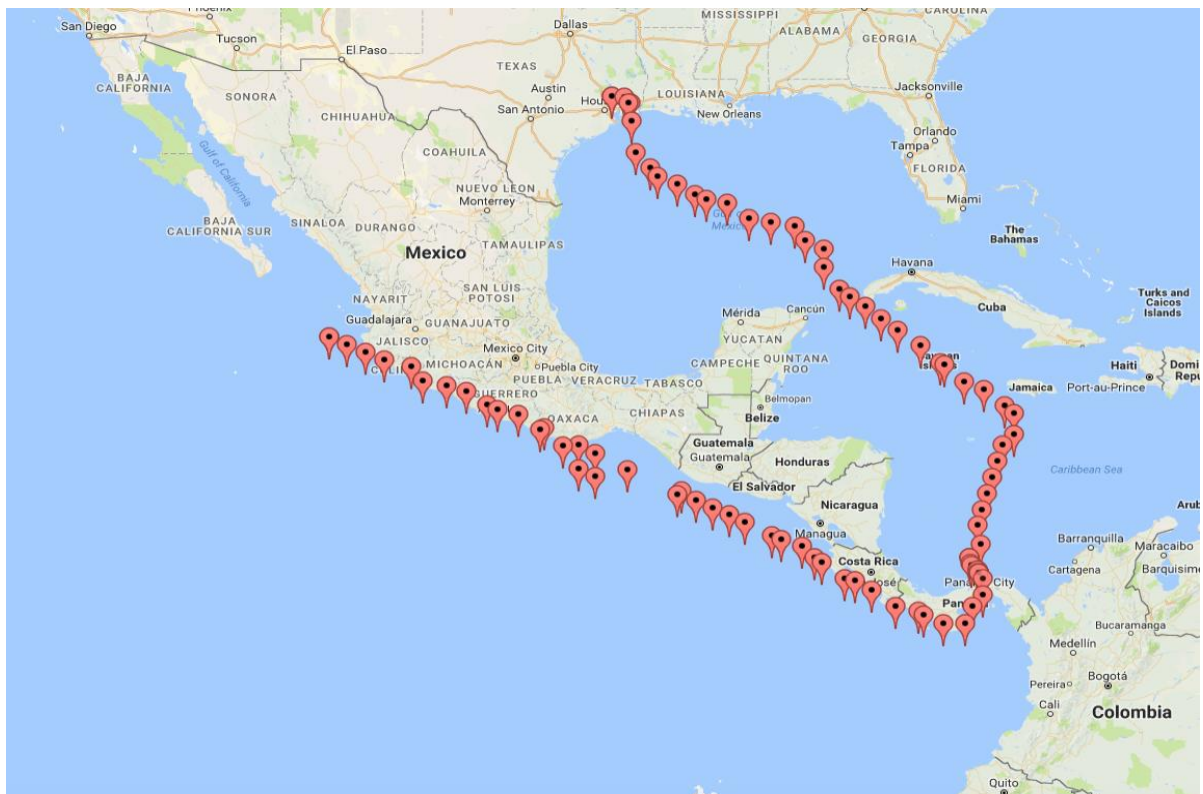 Phoenix
MISSISSIPPI
CAROLINA
San Diego
Dallas
ALABAMA
GEORGIA
Tucson
El Paso
TEXAS
BAJA
CALIFORNIA
SONORA
Austin
LOUISIANA
Jacksonville
San Antonio
Hou
New Orleans
CHIHUAHUA
Orlando
Tampa
FLORIDA
COAHUILA
Gulf of California
NUEVO LEON
Monterrey
Miami
BAJA
CALIFORNIA SUR
SINALOA
DURANGO
Mexico
The
Bahamas
Mexico
TAMAULIPAS
Havana
SAN LUIS
POTOSI
Cuba
Turks and
Caicos
Islands
NAYARIT
Guadalajara
GUANAJUATO
Mérida
Cancún
JALISCO
YUCATAN
Mexico City
MICHOACAN
Puebla City
CAMPECHE
QUINTANA
ROO
Haiti
PUEBLA
VERACRUZ
TABASCO
Jamaica
Port-au-Prince
GUERRERO
Belmopan
Belize
OAXACA
CHIAPAS
Guatemala
Guatemala
Honduras
Caribbean Sea
El Salvador
Nicaragua
Managua
Barranquilla
Maracaibo
Cartagena
Costa Rica
José
City
Bucaramanga
Medellín
Pereira
Bogotá
Cali
Colombia
Quito